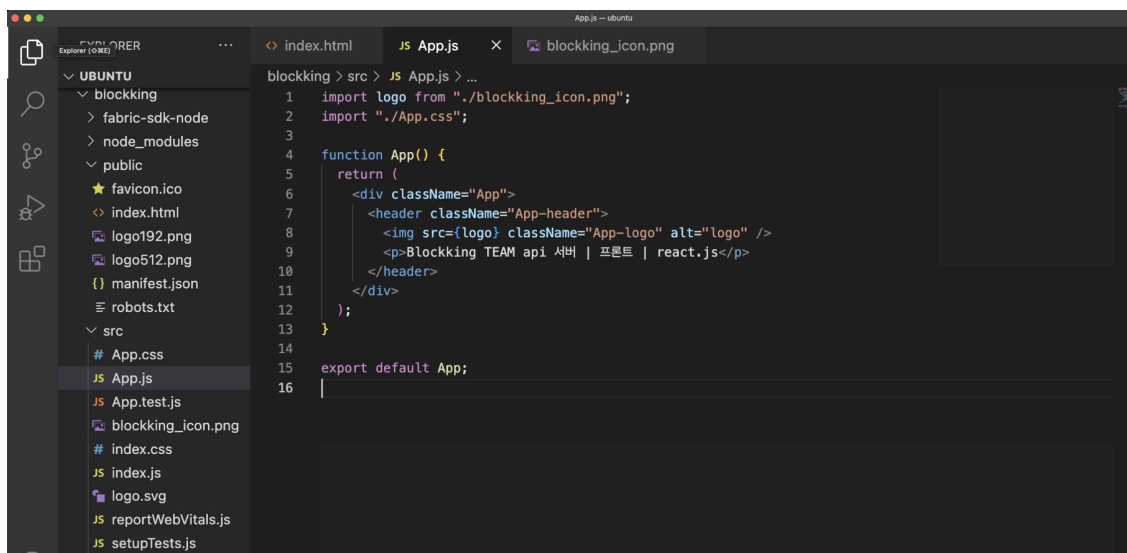 App.js — ubuntu
EXPLORER
Explorer (⇧⌘E)
UBUNTU
blockking
fabric-sdk-node
node_modules
public
favicon.ico
index.html
logo192.png
logo512.png
manifest.json
robots.txt
src
App.css
App.js
App.test.js
blockking_icon.png
index.css
index.js
logo.svg
reportWebVitals.js
setupTests.js
index.html JS App.js × blockking_icon.png
blockking > src > JS App.js > ...
1 import logo from "./blockking_icon.png";
2 import "./App.css";
3
4 function App() {
5 return (
6 <div className="App">
7 <header className="App-header">
8 <img src={logo} className="App-logo" alt="logo" />
9 <p>Blockking TEAM api 서버 | 프론트 | react.js</p>
10 </header>
11 </div>
12 );
13 }
14
15 export default App;
16